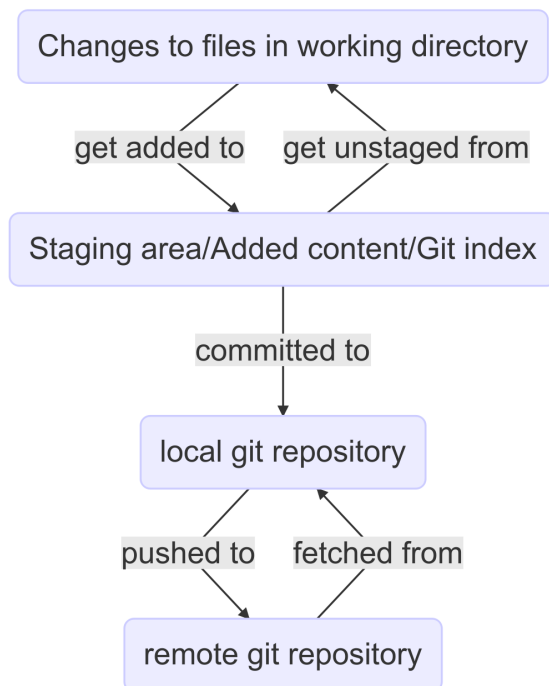 Changes to files in working directory
get added to
get unstaged from
Staging area/Added content/Git index
committed to
local git repository
pushed to
fetched from
remote git repository